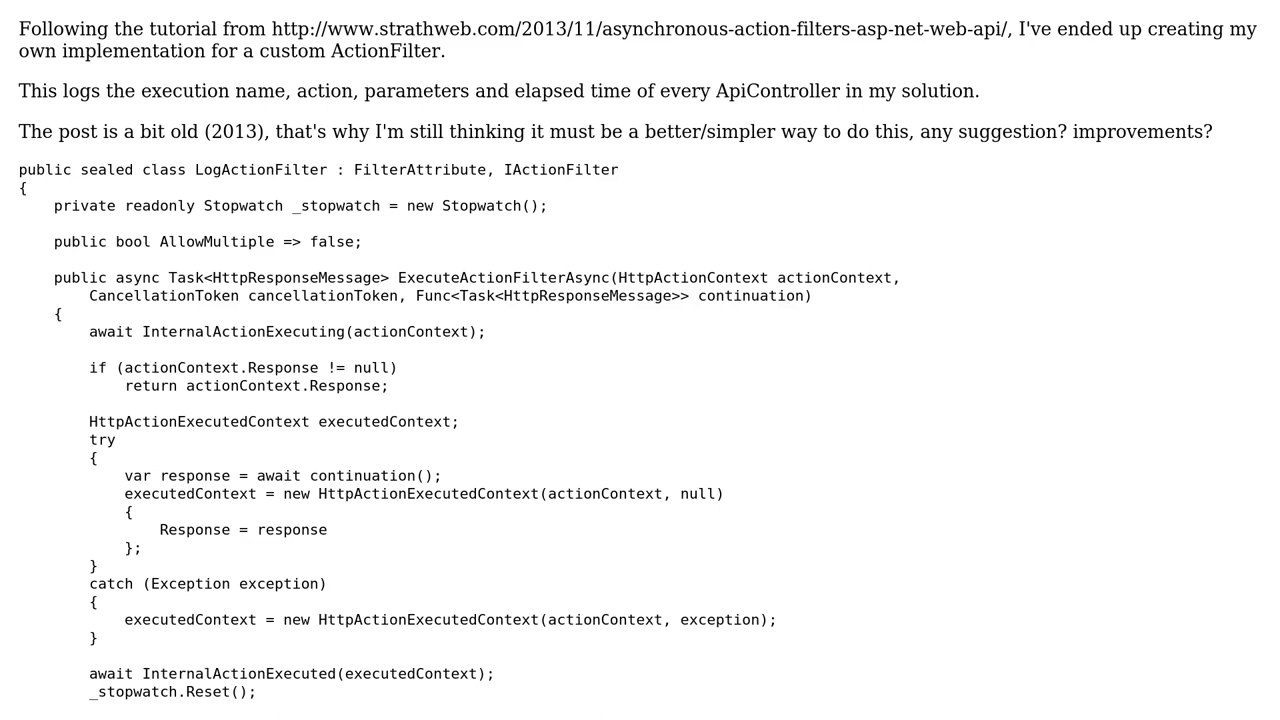 Following the tutorial from http://www.strathweb.com/2013/11/asynchronous-action-filters-asp-net-web-api/, I've ended up creating my
own implementation for a custom ActionFilter.
This logs the execution name, action, parameters and elapsed time of every ApiController in my solution.
The post is a bit old (2013), that's why I'm still thinking it must be a better/simpler way to do this, any suggestion? improvements?
public sealed class LogActionFilter : FilterAttribute, IActionFilter
{
    private readonly Stopwatch _stopwatch = new Stopwatch();
    public bool AllowMultiple => false;
    public async Task<HttpResponseMessage> ExecuteActionFilterAsync(HttpActionContext actionContext,
        CancellationToken cancellationToken, Func<Task<HttpResponseMessage>> continuation)
    {
        await InternalActionExecuting(actionContext);
        if (actionContext.Response != null)
            return actionContext.Response;
        HttpActionExecutedContext executedContext;
        try
        {
            var response = await continuation();
            executedContext = new HttpActionExecutedContext(actionContext, null)
            {
                Response = response
            };
        }
        catch (Exception exception)
        {
            executedContext = new HttpActionExecutedContext(actionContext, exception);
        }
        await InternalActionExecuted(executedContext);
        _stopwatch.Reset();